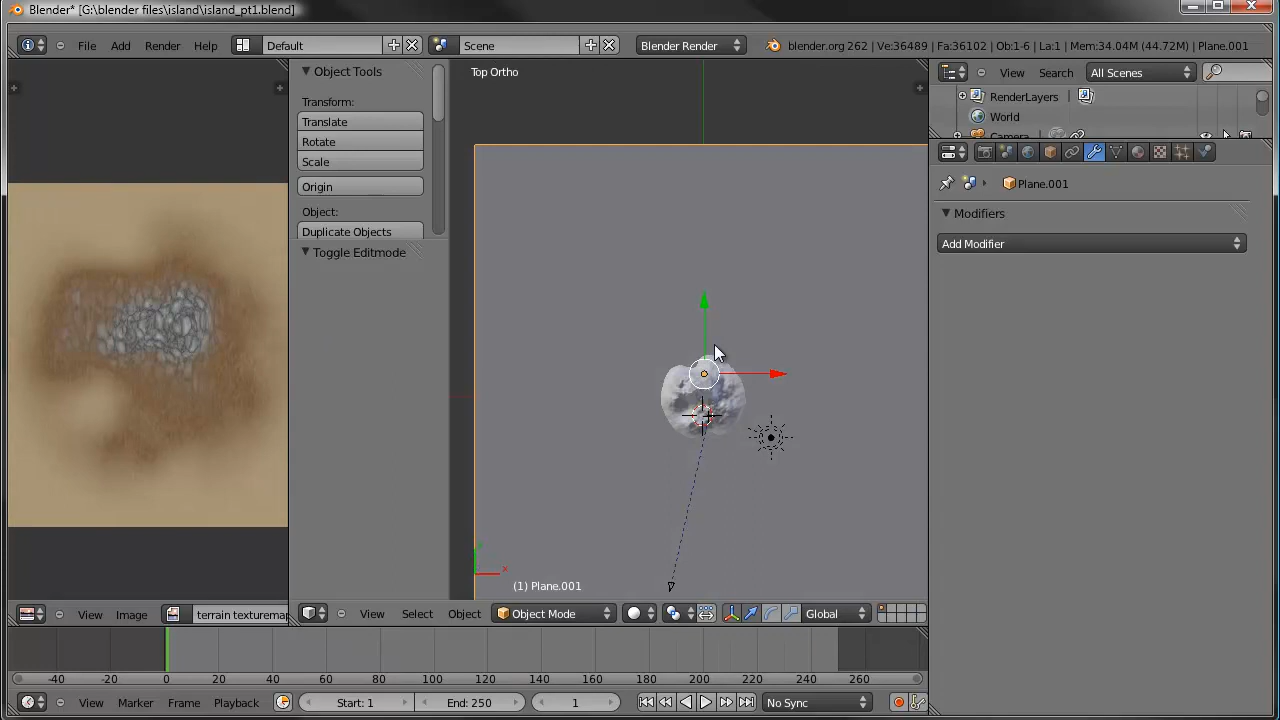 Blender* [G:\blender files\island\island_pt1.blend]
File Add Render Help Default Scene Blender Render blender.org 262 | Ve:36489 | Fa:36102 | Ob:1-6 | La:1 | Mem:34.04M (44.72M) | Plane.001
Object Tools
Transform:
Translate
Rotate
Scale
Origin
Object:
Duplicate Objects
Toggle Editmode
Top Ortho
(1) Plane.001
View Search All Scenes
RenderLayers
World
Camera
Plane.001
Modifiers
Add Modifier
View Image terrain texturemap
View Select Object Object Mode Global
-40 -20 0 20 40 60 80 100 120 140 160 180 200 220 240 260
View Marker Frame Playback Start: 1 End: 250 1 No Sync